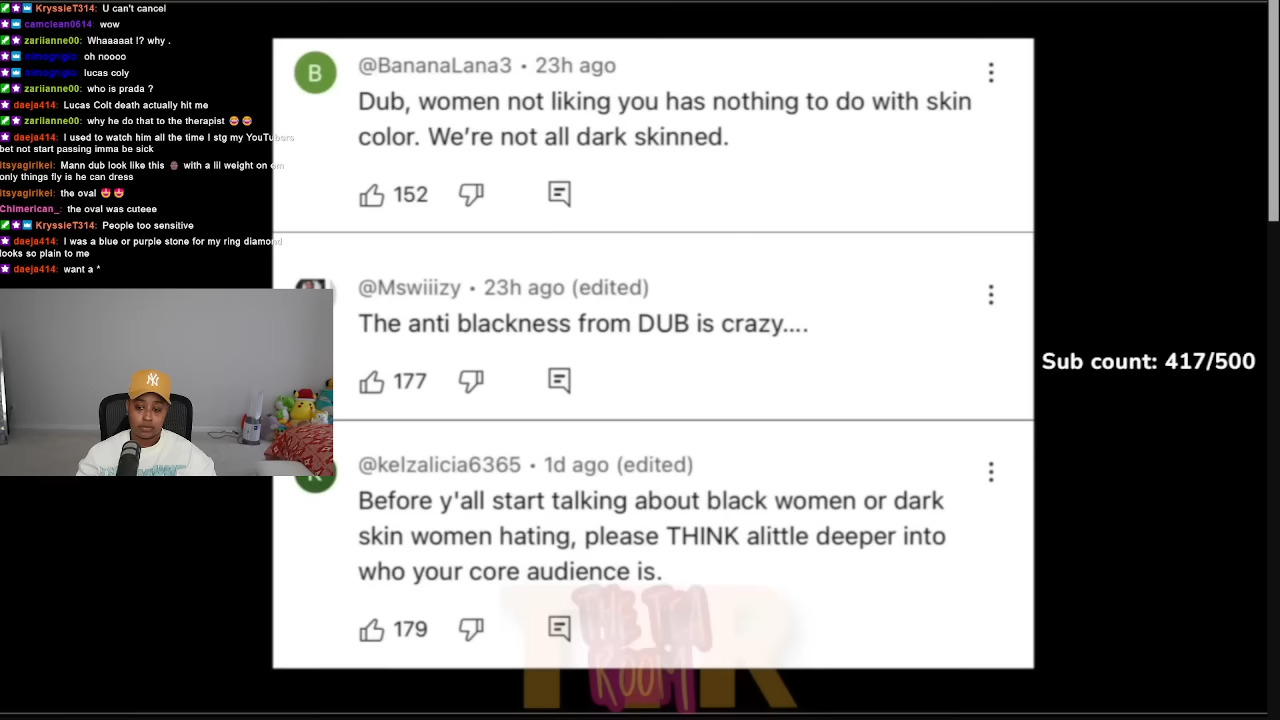 KryssieT314: U can't cancel
camclean0614: wow
zariianne00: Whaaaaat !? why .
oh noooo
lucas coly
zariianne00: who is prada ?
daeja414: Lucas Colt death actually hit me
zariianne00: why he do that to the therapist 😂😂
daeja414: I used to watch him all the time I stg my YouTubers
bet not start passing imma be sick
itsyagirikei: Mann dub look like this with a lil weight on em
only things fly is he can dress
itsyagirikei: the oval 😍😍
Chimerican_: the oval was cuteee
KryssieT314: People too sensitive
daeja414: I was a blue or purple stone for my ring diamond
looks so plain to me
daeja414: want a *
B
@BananaLana3 • 23h ago
Dub, women not liking you has nothing to do with skin
color. We're not all dark skinned.
152
@Mswiiizy • 23h ago (edited)
The anti blackness from DUB is crazy....
177
@kelzalicia6365 • 1d ago (edited)
Before y'all start talking about black women or dark
skin women hating, please THINK alittle deeper into
who your core audience is.
179
Sub count: 417/500
NY
THE TEA
ROOM